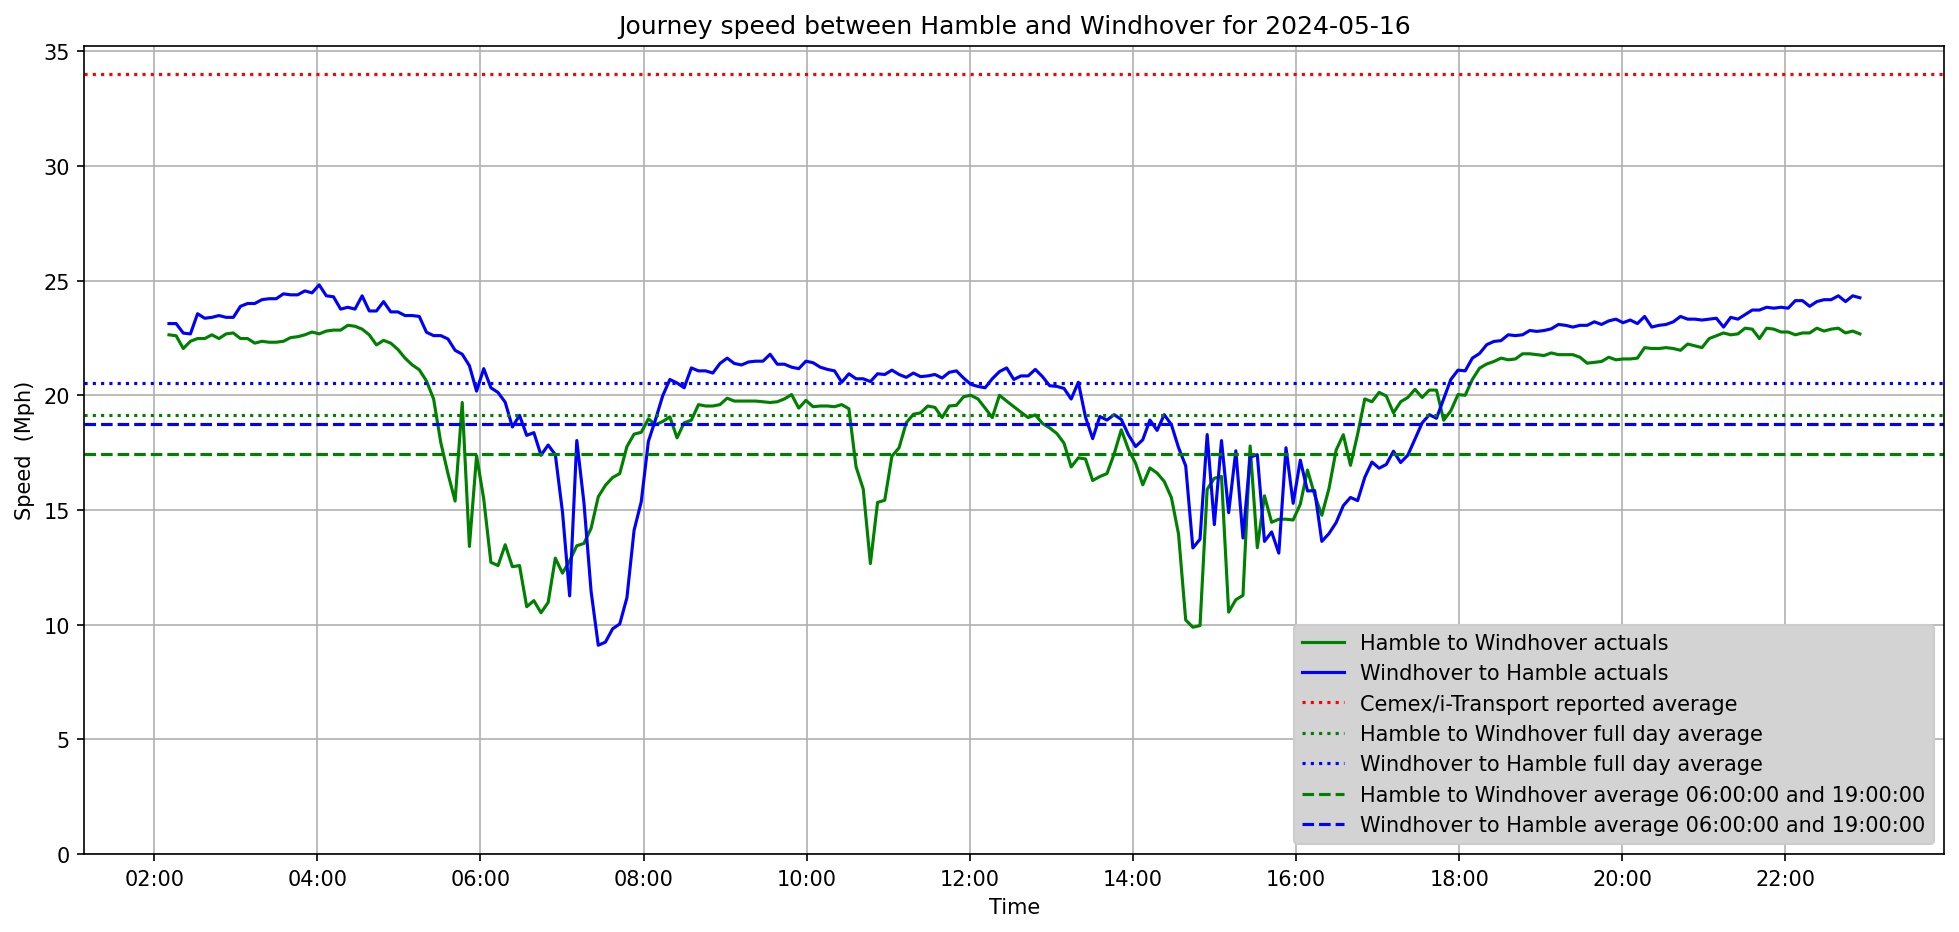 Journey speed between Hamble and Windhover for 2024-05-16
35
30
25
20
15
10
5
0
Speed (Mph)
02:00 04:00 06:00 08:00 10:00 12:00 14:00 16:00 18:00 20:00 22:00
Time
Hamble to Windhover actuals
Windhover to Hamble actuals
Cemex/i-Transport reported average
Hamble to Windhover full day average
Windhover to Hamble full day average
Hamble to Windhover average 06:00:00 and 19:00:00
Windhover to Hamble average 06:00:00 and 19:00:00